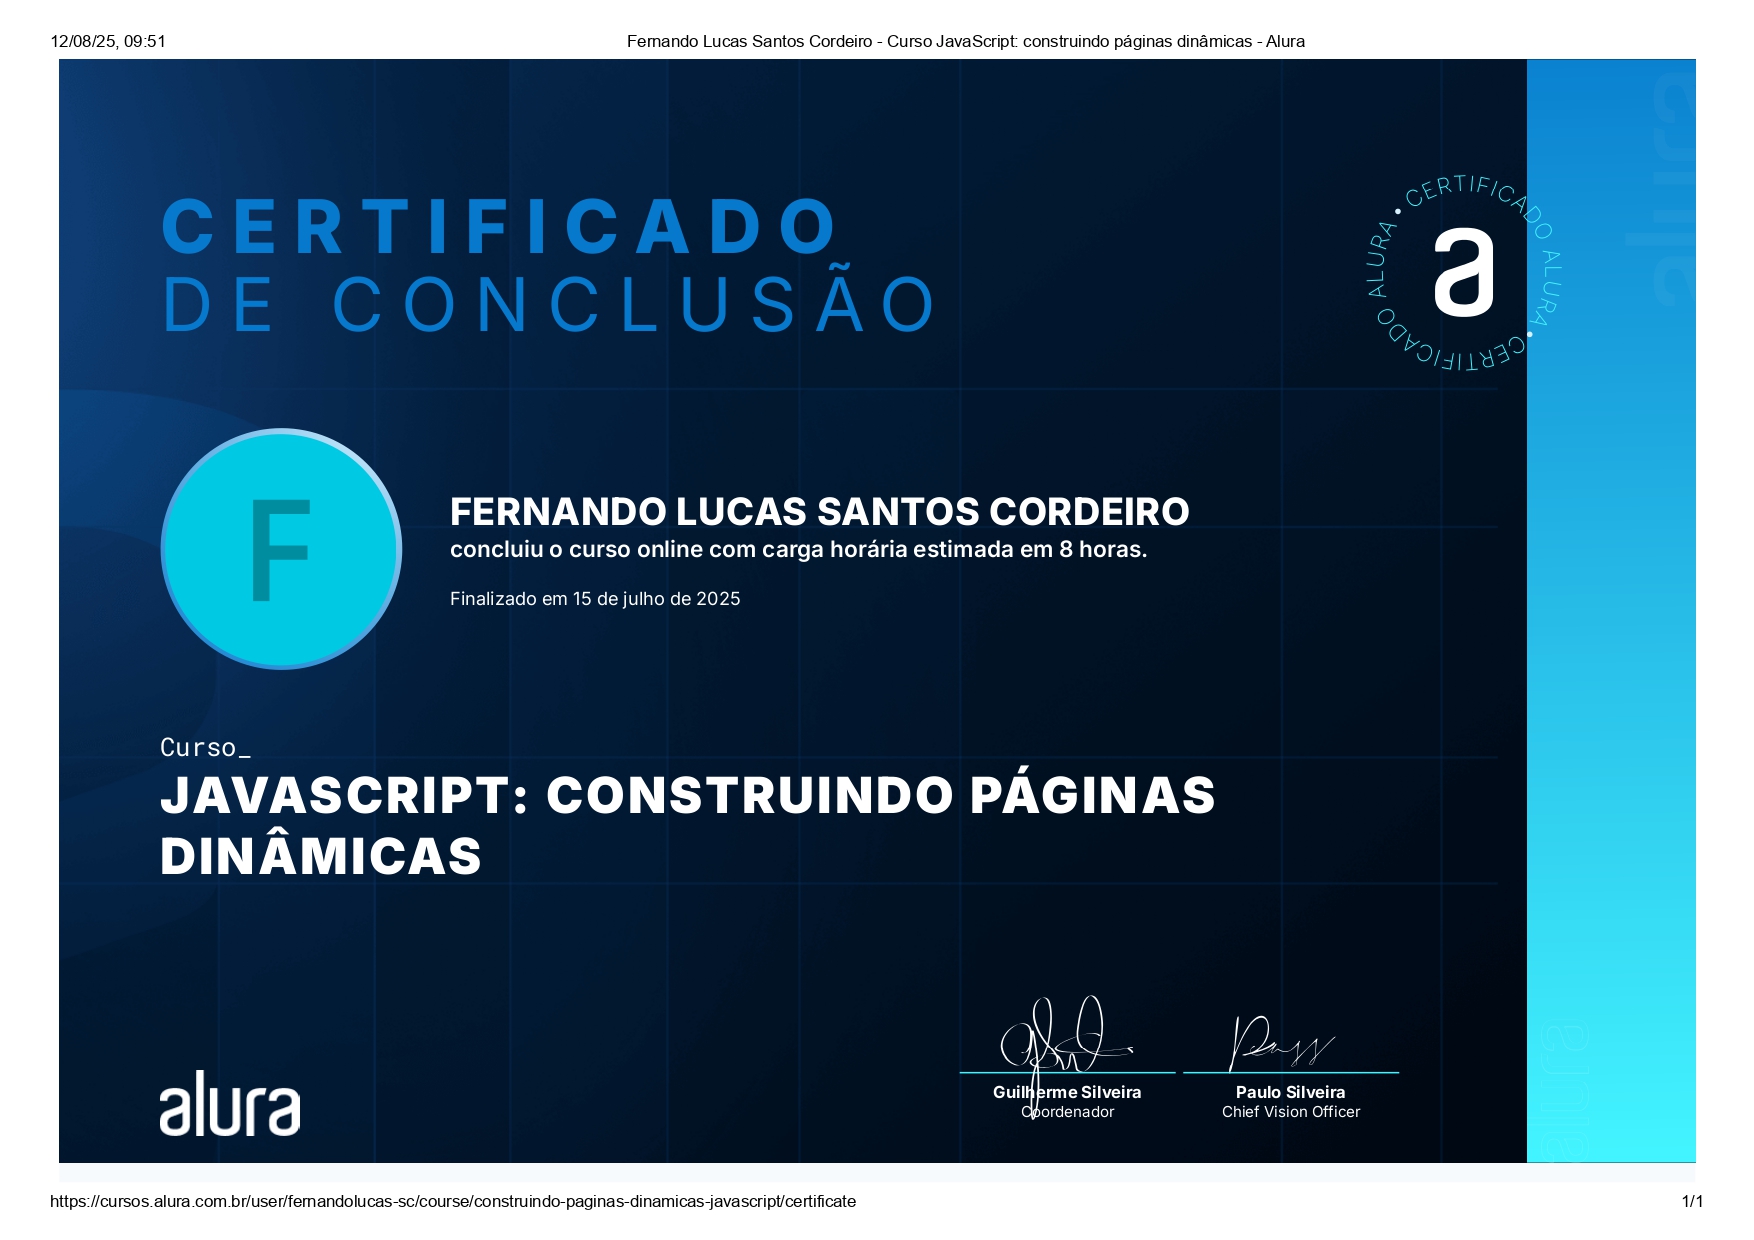 12/08/25, 09:51
Fernando Lucas Santos Cordeiro - Curso JavaScript: construindo páginas dinâmicas - Alura
CERTIFICADO
DE CONCLUSÃO
• CERTIFICADO ALURA • CERTIFICADO ALURA
a
alura
F
FERNANDO LUCAS SANTOS CORDEIRO
concluiu o curso online com carga horária estimada em 8 horas.
Finalizado em 15 de julho de 2025
Curso_
JAVASCRIPT: CONSTRUINDO PÁGINAS
DINÂMICAS
alura
Guilherme Silveira
Coordenador
Paulo Silveira
Chief Vision Officer
alura
https://cursos.alura.com.br/user/fernandolucas-sc/course/construindo-paginas-dinamicas-javascript/certificate
1/1